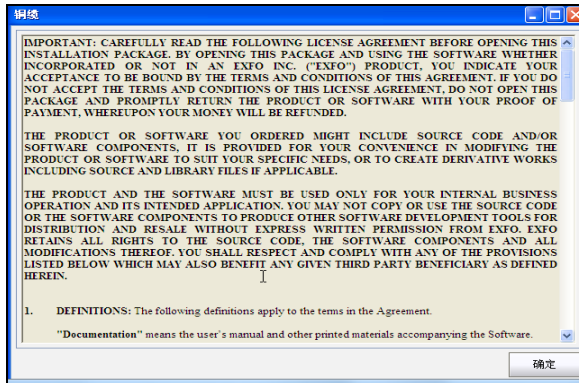 铜缆
IMPORTANT: CAREFULLY READ THE FOLLOWING LICENSE AGREEMENT BEFORE OPENING THIS
INSTALLATION PACKAGE. BY OPENING THIS PACKAGE AND USING THE SOFTWARE WHETHER
INCORPORATED OR NOT IN AN EXFO INC. ("EXFO") PRODUCT, YOU INDICATE YOUR
ACCEPTANCE TO BE BOUND BY THE TERMS AND CONDITIONS OF THIS AGREEMENT. IF YOU DO
NOT ACCEPT THE TERMS AND CONDITIONS OF THIS LICENSE AGREEMENT, DO NOT OPEN THIS
PACKAGE AND PROMPTLY RETURN THE PRODUCT OR SOFTWARE WITH YOUR PROOF OF
PAYMENT, WHEREUPON YOUR MONEY WILL BE REFUNDED.
THE PRODUCT OR SOFTWARE YOU ORDERED MIGHT INCLUDE SOURCE CODE AND/OR
SOFTWARE COMPONENTS, IT IS PROVIDED FOR YOUR CONVENIENCE IN MODIFYING THE
PRODUCT OR SOFTWARE TO SUIT YOUR SPECIFIC NEEDS, OR TO CREATE DERIVATIVE WORKS
INCLUDING SOURCE AND LIBRARY FILES IF APPLICABLE.
THE PRODUCT AND THE SOFTWARE MUST BE USED ONLY FOR YOUR INTERNAL BUSINESS
OPERATION AND ITS INTENDED APPLICATION. YOU MAY NOT COPY OR USE THE SOURCE CODE
OR THE SOFTWARE COMPONENTS TO PRODUCE OTHER SOFTWARE DEVELOPMENT TOOLS FOR
DISTRIBUTION AND RESALE WITHOUT EXPRESS WRITTEN PERMISSION FROM EXFO. EXFO
RETAINS ALL RIGHTS TO THE SOURCE CODE, THE SOFTWARE COMPONENTS AND ALL
MODIFICATIONS THEREOF. YOU SHALL RESPECT AND COMPLY WITH ANY OF THE PROVISIONS
LISTED BELOW WHICH MAY ALSO BENEFIT ANY GIVEN THIRD PARTY BENEFICIARY AS DEFINED
HEREIN.
1. DEFINITIONS: The following definitions apply to the terms in the Agreement.
"Documentation" means the user's manual and other printed materials accompanying the Software.
确定